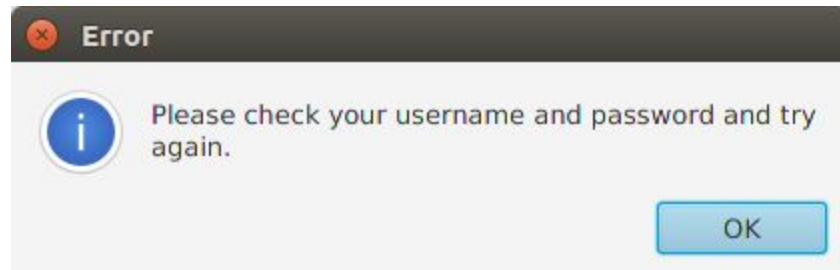 Error
Please check your username and password and try
again.
OK